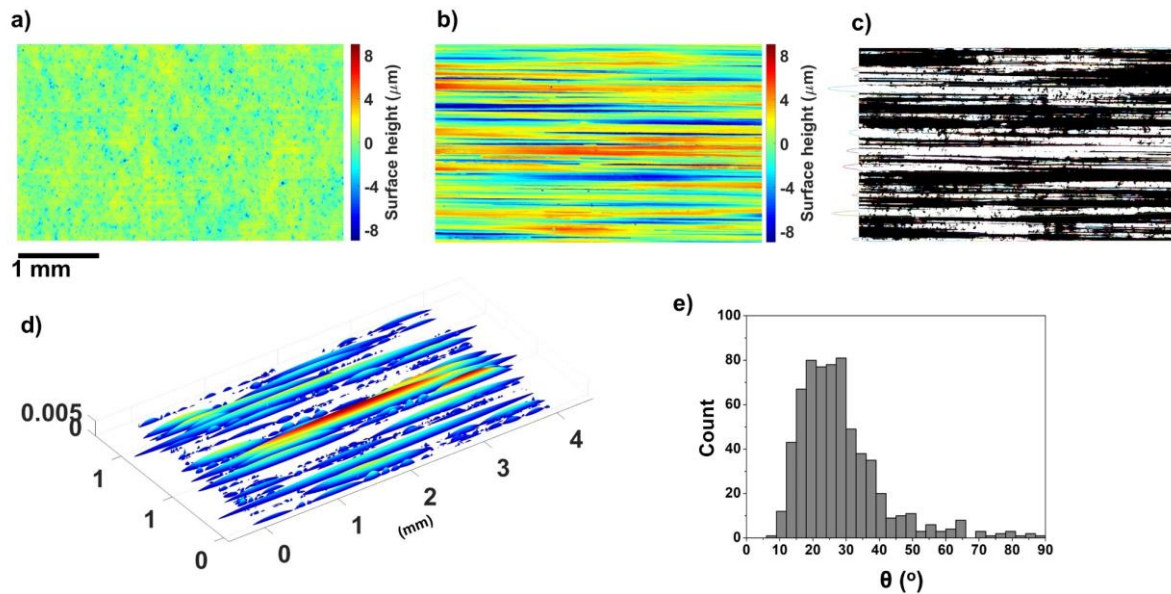 a)
8
4
0
-4
-8
Surface height (μm)
b)
8
4
0
-4
-8
Surface height (μm)
c)
1 mm
d)
0.005
0
1
1
0
0
1
2
3
4
(mm)
e)
100
80
60
40
20
0
Count
0 10 20 30 40 50 60 70 80 90
θ (°)